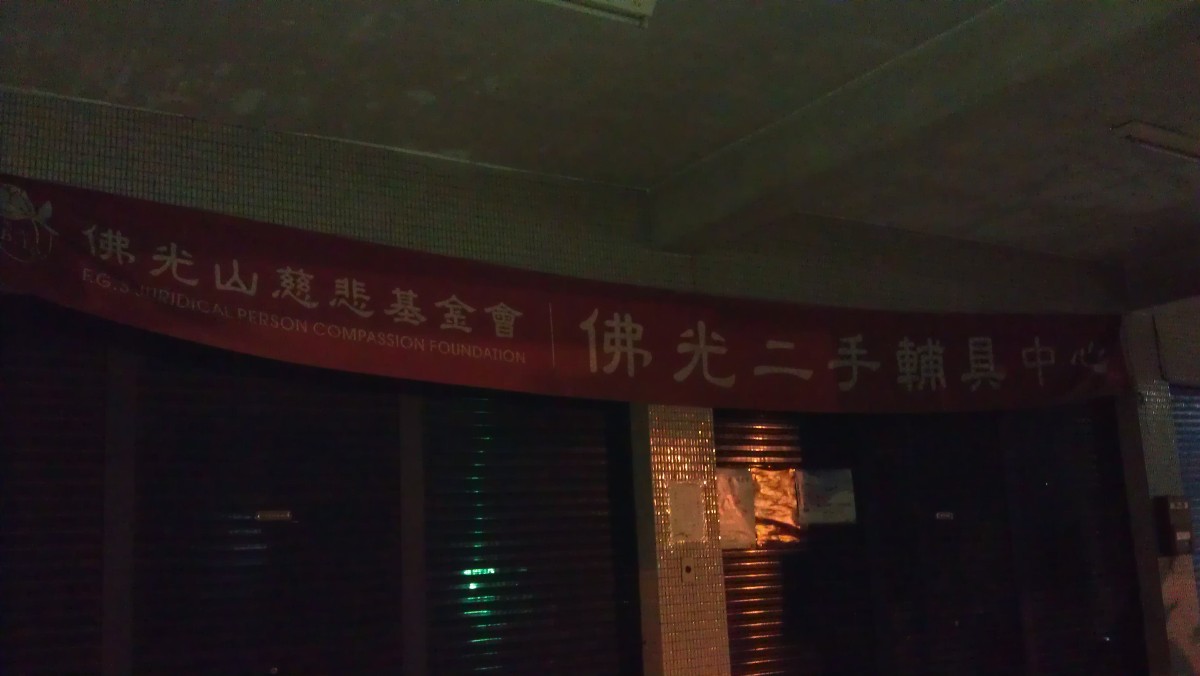 佛光山慈悲基金會
F.G.S JURIDICAL PERSON COMPASSION FOUNDATION
佛光二手輔具中心